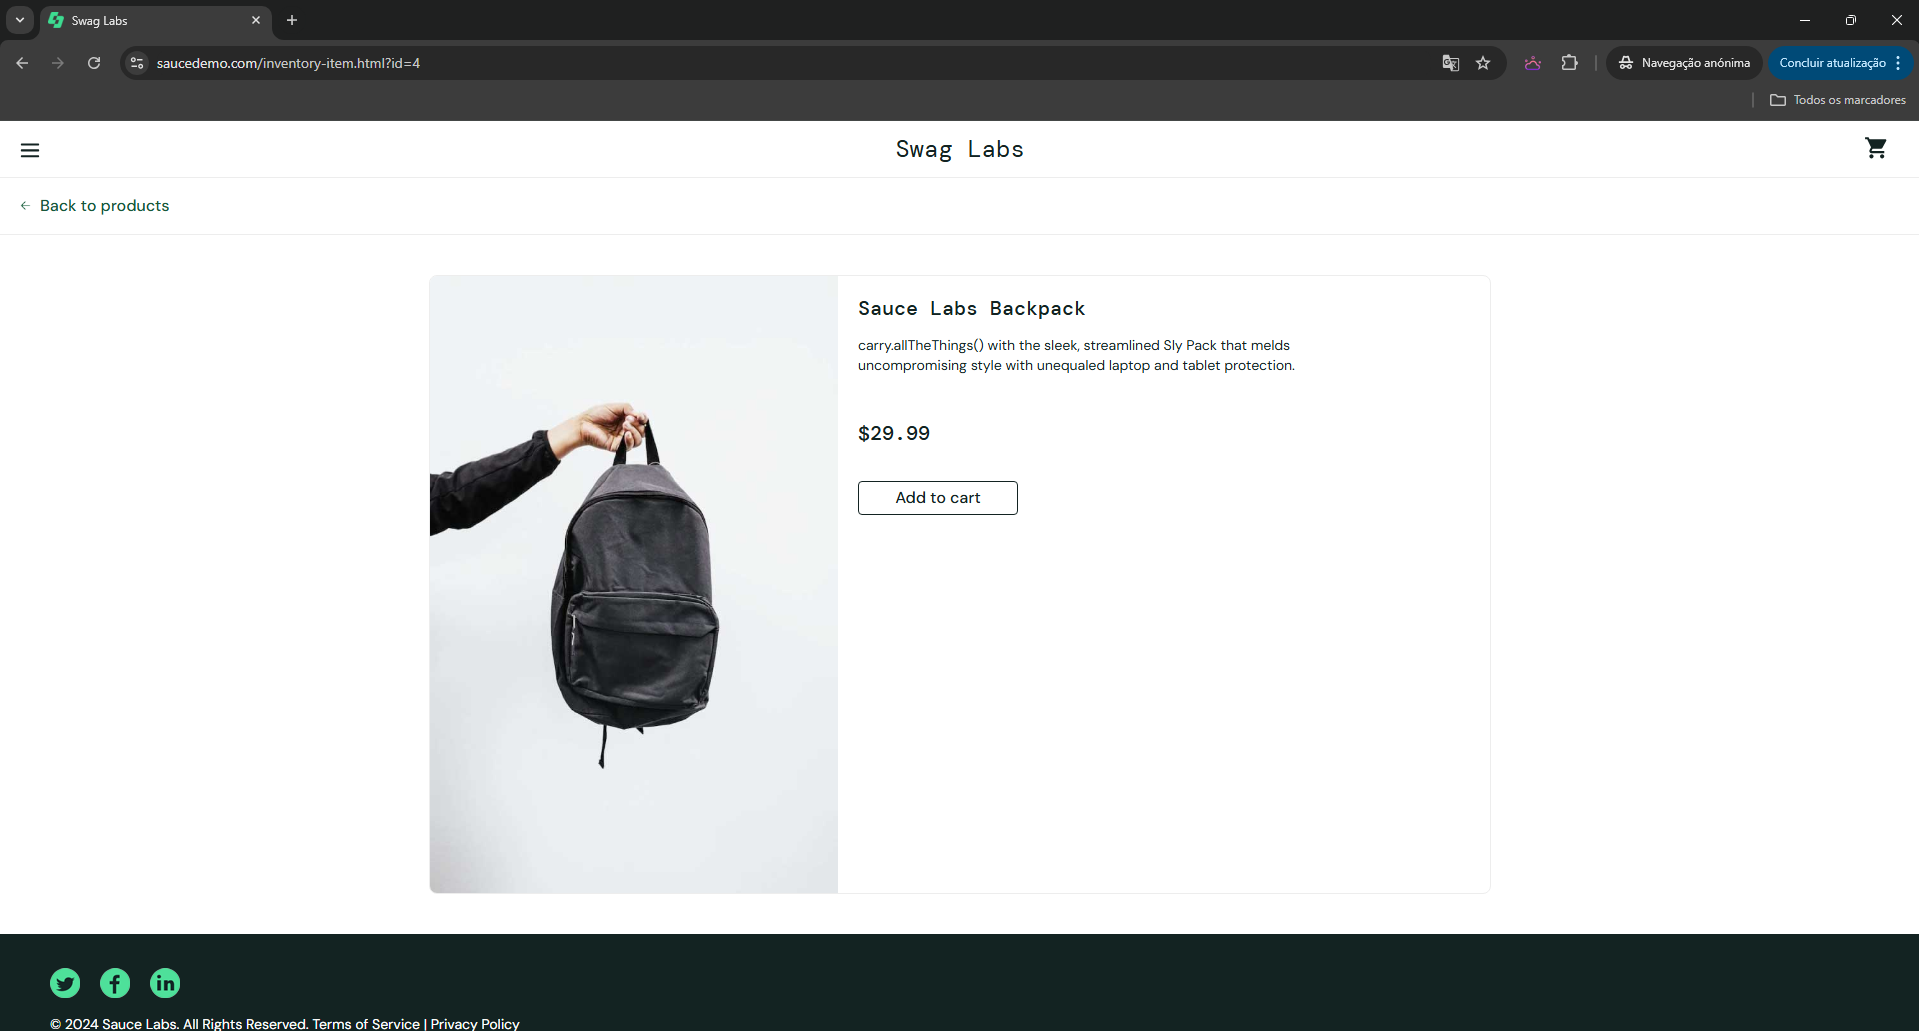 Swag Labs
saucedemo.com/inventory-item.html?id=4
Navegação anónima
Concluir atualização
Todos os marcadores
Swag Labs
Back to products
Sauce Labs Backpack
carry.allTheThings() with the sleek, streamlined Sly Pack that melds
uncompromising style with unequaled laptop and tablet protection.
$29.99
Add to cart
© 2024 Sauce Labs. All Rights Reserved. Terms of Service | Privacy Policy